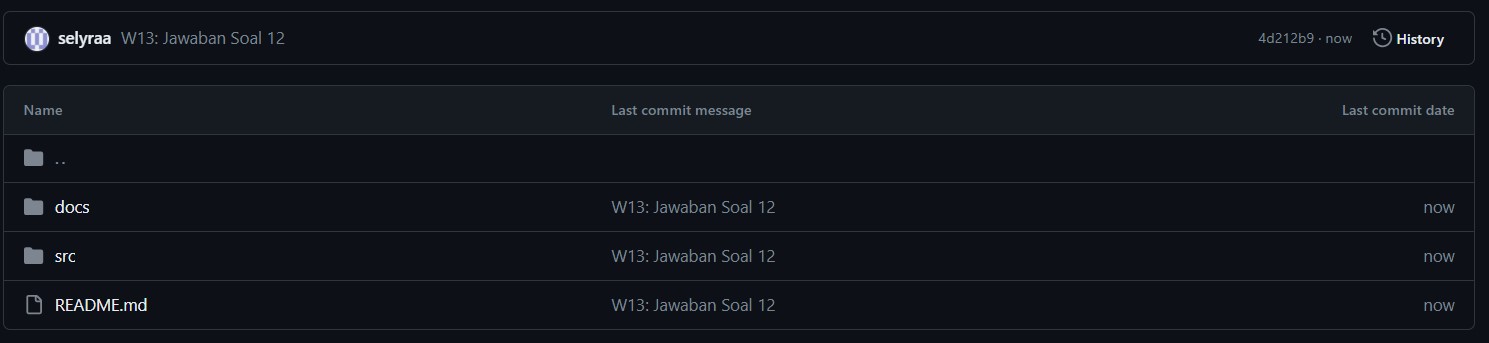 selyraa W13: Jawaban Soal 12 4d212b9 · now History
Name Last commit message Last commit date
..
docs W13: Jawaban Soal 12 now
src W13: Jawaban Soal 12 now
README.md W13: Jawaban Soal 12 now